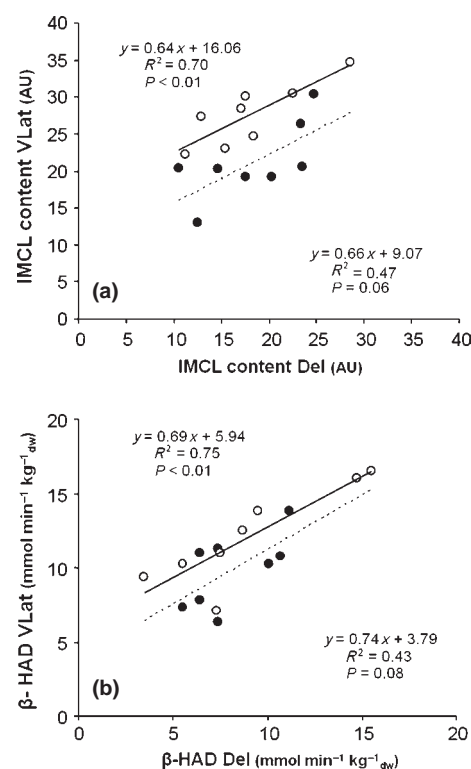 y = 0.64 x + 16.06
R² = 0.70
P < 0.01
40
35
30
25
20
15
10
5
0
IMCL content VLat (AU)
y = 0.66 x + 9.07
R² = 0.47
P = 0.06
(a)
0 5 10 15 20 25 30 35 40
IMCL content Del (AU)
y = 0.69 x + 5.94
R² = 0.75
P < 0.01
20
15
10
5
0
β- HAD VLat (mmol min⁻¹ kg⁻¹dw)
y = 0.74 x + 3.79
R² = 0.43
P = 0.08
(b)
0 5 10 15 20
β-HAD Del (mmol min⁻¹ kg⁻¹dw)